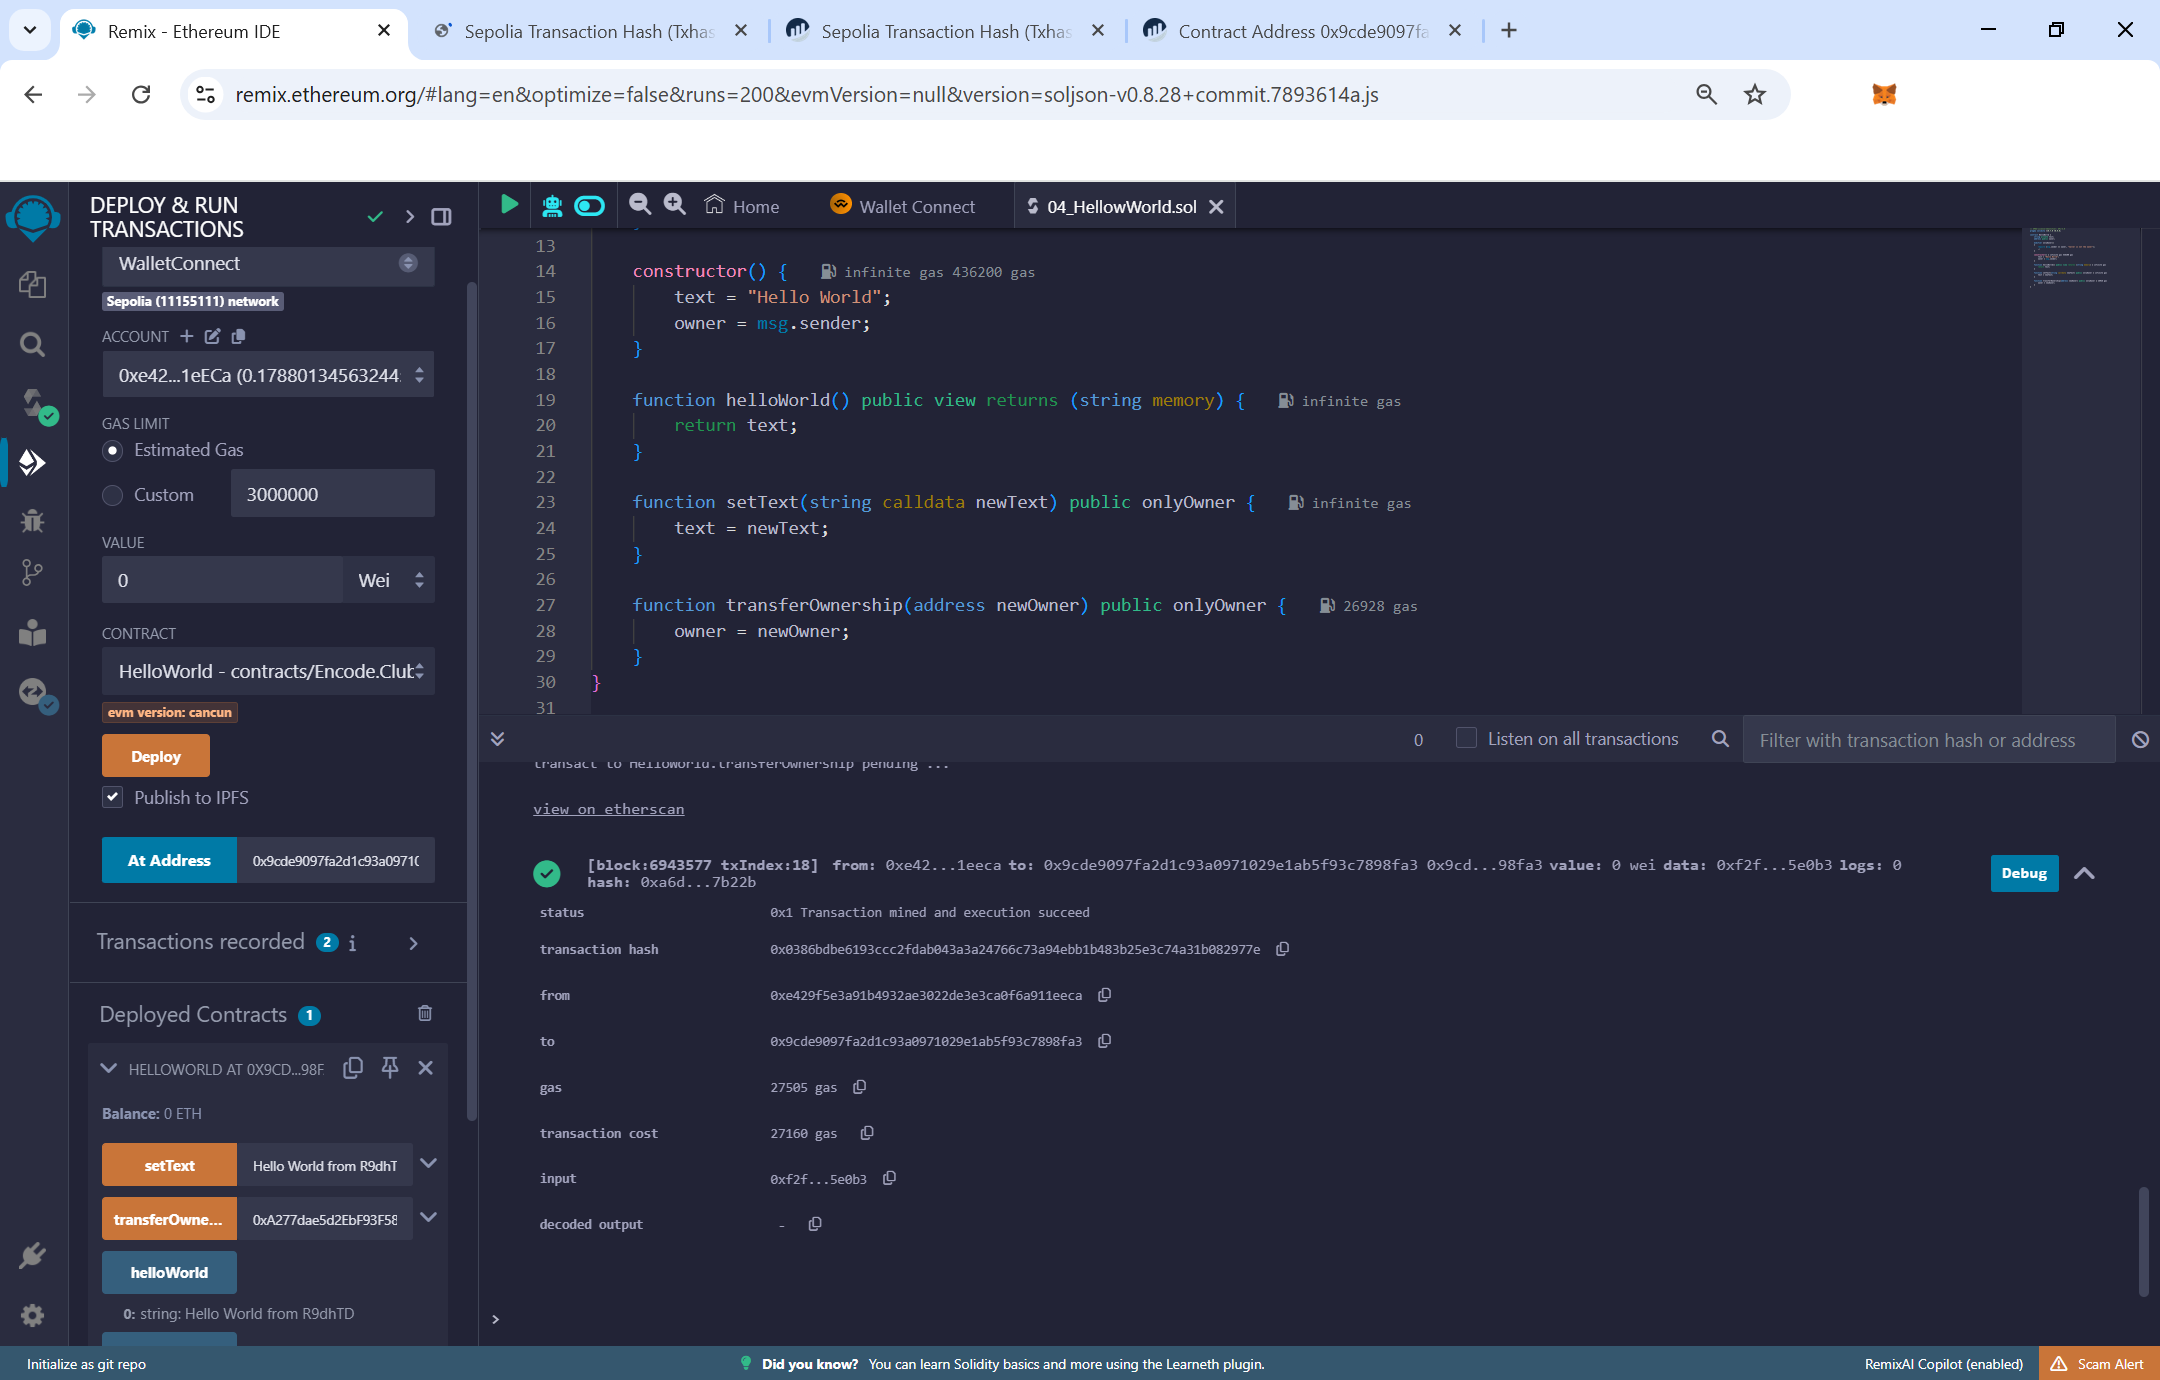 Remix - Ethereum IDE
Sepolia Transaction Hash (Txhas
Sepolia Transaction Hash (Txhas
Contract Address 0x9cde9097fa
remix.ethereum.org/#lang=en&optimize=false&runs=200&evmVersion=null&version=soljson-v0.8.28+commit.7893614a.js
DEPLOY & RUN
TRANSACTIONS
WalletConnect
Sepolia (11155111) network
ACCOUNT
0xe42...1eECa (0.17880134563244
GAS LIMIT
Estimated Gas
Custom
3000000
VALUE
0
Wei
CONTRACT
HelloWorld - contracts/Encode.Club
evm version: cancun
Deploy
Publish to IPFS
At Address
0x9cde9097fa2d1c93a09710
Transactions recorded 2 i
Deployed Contracts 1
HELLOWORLD AT 0X9CD...98F
Balance: 0 ETH
setText
Hello World from R9dhT
transferOwne...
0xA277dae5d2EbF93F58
helloWorld
0: string: Hello World from R9dhTD
Home
Wallet Connect
04_HellowWorld.sol
13
14 constructor() { infinite gas 436200 gas
15 text = "Hello World";
16 owner = msg.sender;
17 }
18
19 function helloWorld() public view returns (string memory) { infinite gas
20 return text;
21 }
22
23 function setText(string calldata newText) public onlyOwner { infinite gas
24 text = newText;
25 }
26
27 function transferOwnership(address newOwner) public onlyOwner { 26928 gas
28 owner = newOwner;
29 }
30 }
31
0
Listen on all transactions
Filter with transaction hash or address
transact to HelloWorld.transferOwnership pending ...
view on etherscan
[block:6943577 txIndex:18] from: 0xe42...1eeca to: 0x9cde9097fa2d1c93a0971029e1ab5f93c7898fa3 0x9cd...98fa3 value: 0 wei data: 0xf2f...5e0b3 logs: 0
hash: 0xa6d...7b22b
Debug
status 0x1 Transaction mined and execution succeed
transaction hash 0x0386bdbe6193ccc2fdab043a3a24766c73a94ebb1b483b25e3c74a31b082977e
from 0xe429f5e3a91b4932ae3022de3e3ca0f6a911eeca
to 0x9cde9097fa2d1c93a0971029e1ab5f93c7898fa3
gas 27505 gas
transaction cost 27160 gas
input 0xf2f...5e0b3
decoded output -
>
Initialize as git repo
Did you know? You can learn Solidity basics and more using the Learneth plugin.
RemixAI Copilot (enabled)
Scam Alert